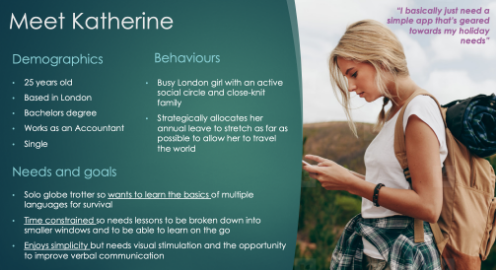 Meet Katherine
"I basically just need a
simple app that's geared
towards my holiday
needs"
Demographics
25 years old
Based in London
Bachelors degree
Works as an Accountant
Single
Behaviours
Busy London girl with an active
social circle and close-knit
family
Strategically allocates her
annual leave to stretch as far as
possible to allow her to travel
the world
Needs and goals
Solo globe trotter so wants to learn the basics of multiple
languages for survival
Time constrained so needs lessons to be broken down into
smaller windows and to be able to learn on the go
Enjoys simplicity but needs visual stimulation and the opportunity
to improve verbal communication